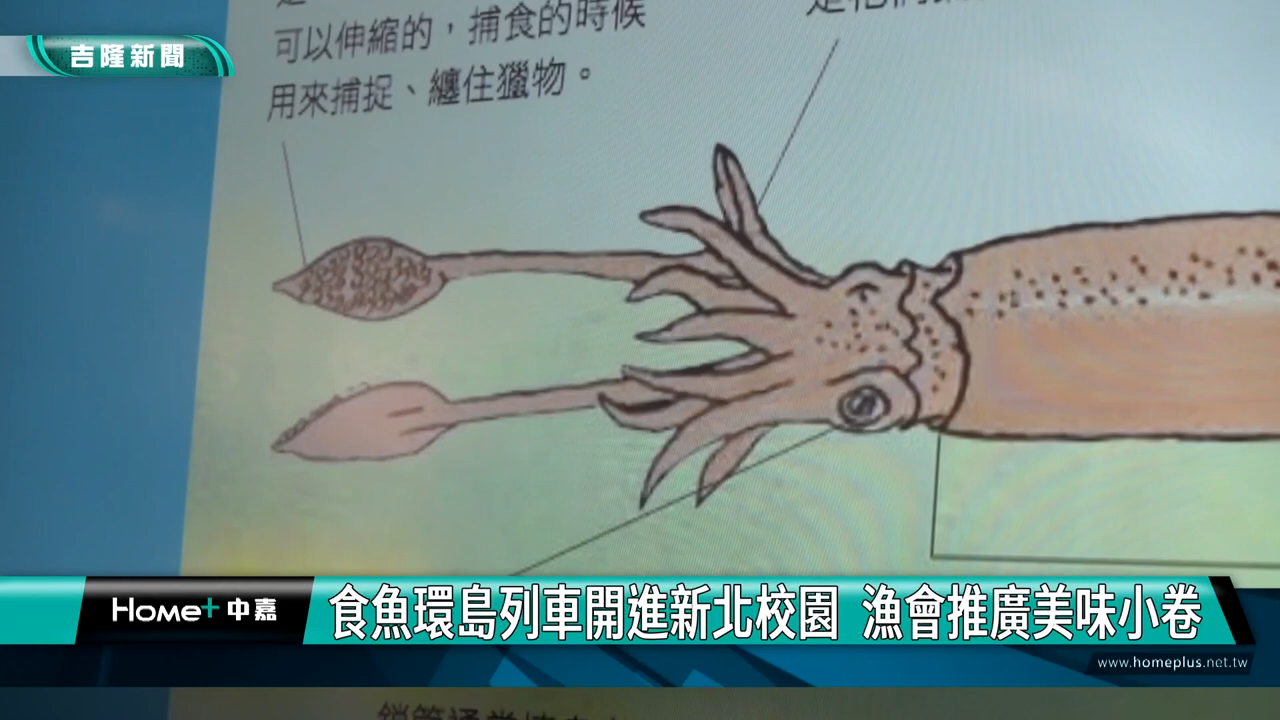 吉隆新聞
可以伸縮的，捕食的時候
用來捕捉、纏住獵物。
Home+中嘉
食魚環島列車開進新北校園 漁會推廣美味小卷
www.homeplus.net.tw